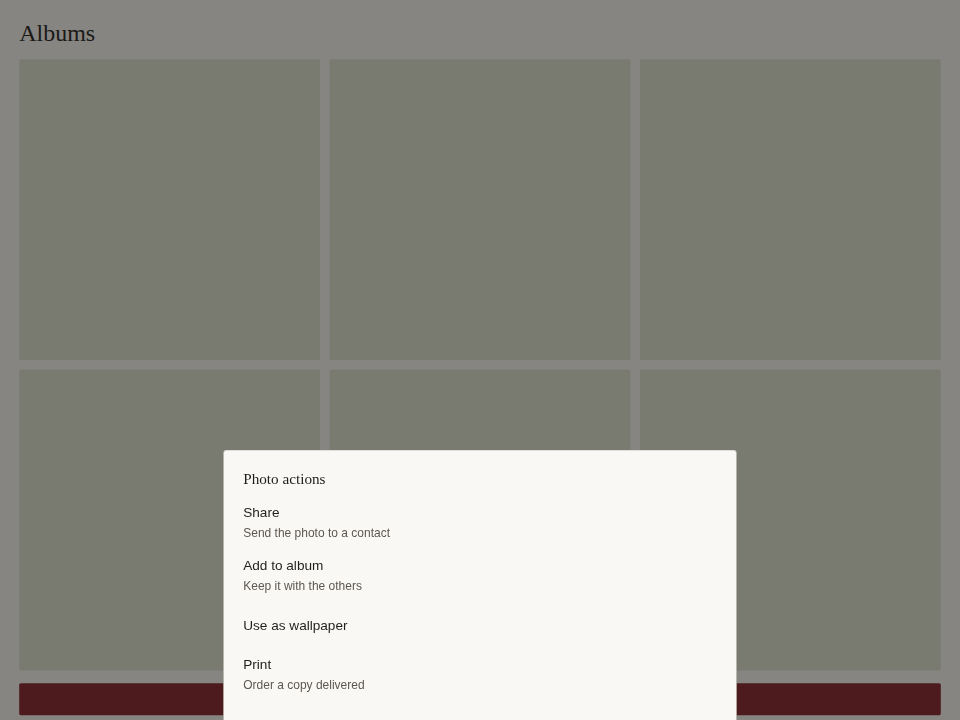 Albums
Photo actions
Share
Send the photo to a contact
Add to album
Keep it with the others
Use as wallpaper
Print
Order a copy delivered